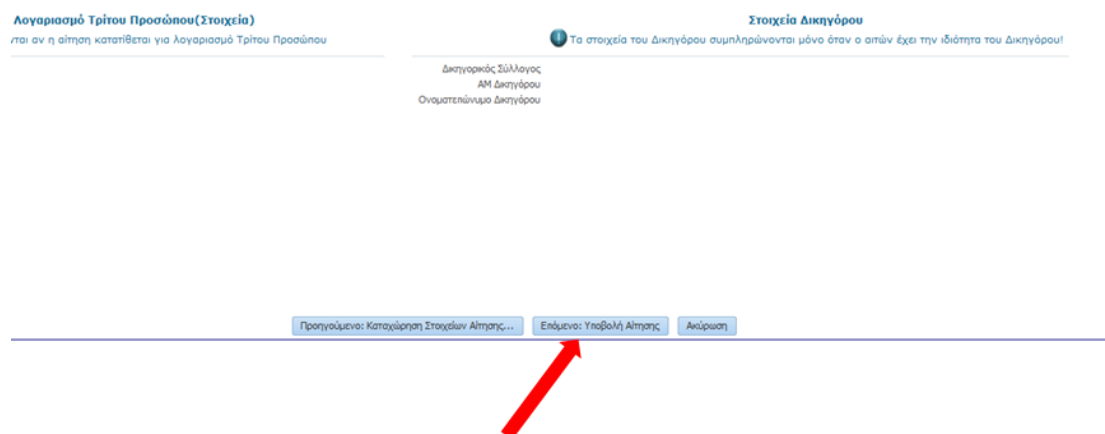 Λογαριασμό Τρίτου Προσώπου(Στοιχεία)
νται αν η αίτηση κατατίθεται για λογαριασμό Τρίτου Προσώπου
Στοιχεία Δικηγόρου
Τα στοιχεία του Δικηγόρου συμπληρώνονται μόνο όταν ο αιτών έχει την ιδιότητα του Δικηγόρου!
Δικηγορικός Σύλλογος
ΑΜ Δικηγόρου
Ονοματεπώνυμο Δικηγόρου
Προηγούμενο: Καταχώρηση Στοιχείων Αίτησης... Επόμενο: Υποβολή Αίτησης Ακύρωση